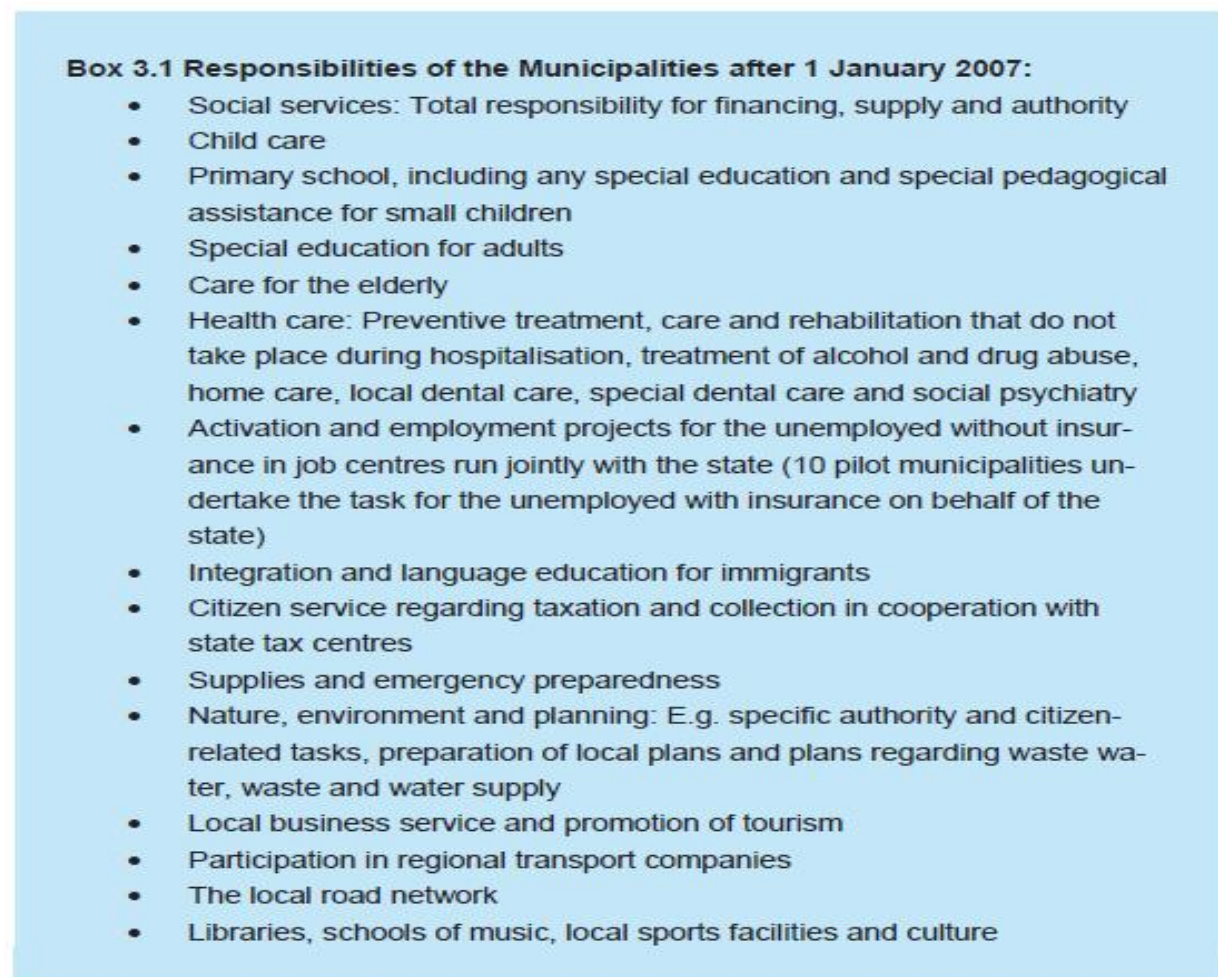 Box 3.1 Responsibilities of the Municipalities after 1 January 2007:
• Social services: Total responsibility for financing, supply and authority
• Child care
• Primary school, including any special education and special pedagogical
assistance for small children
• Special education for adults
• Care for the elderly
• Health care: Preventive treatment, care and rehabilitation that do not
take place during hospitalisation, treatment of alcohol and drug abuse,
home care, local dental care, special dental care and social psychiatry
• Activation and employment projects for the unemployed without insur-
ance in job centres run jointly with the state (10 pilot municipalities un-
dertake the task for the unemployed with insurance on behalf of the
state)
• Integration and language education for immigrants
• Citizen service regarding taxation and collection in cooperation with
state tax centres
• Supplies and emergency preparedness
• Nature, environment and planning: E.g. specific authority and citizen-
related tasks, preparation of local plans and plans regarding waste wa-
ter, waste and water supply
• Local business service and promotion of tourism
• Participation in regional transport companies
• The local road network
• Libraries, schools of music, local sports facilities and culture